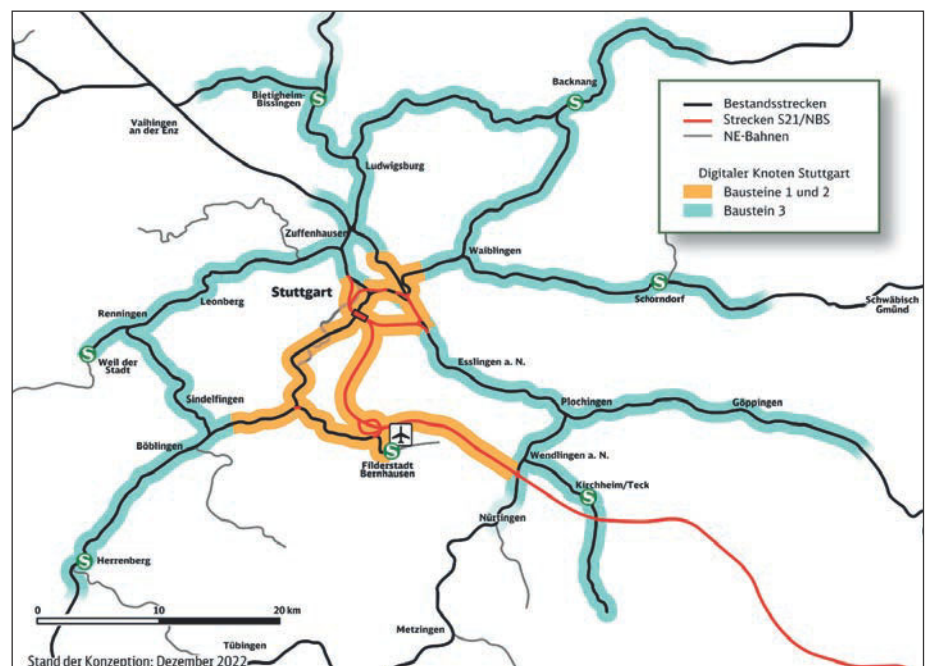 Backnang
Bietigheim-
Bissingen
Vaihingen
an der Enz
Ludwigsburg
Bestandsstrecken
Strecken S21/NBS
NE-Bahnen
Digitaler Knoten Stuttgart
Bausteine 1 und 2
Baustein 3
Zuffenhausen
Waiblingen
Stuttgart
Leonberg
Schorndorf
Schwäbisch
Gmünd
Renningen
S
Weil der
Stadt
Esslingen a. N.
Sindelfingen
Plochingen
Göppingen
Böblingen
Filderstadt
Bernhausen
Wendlingen a. N.
Kirchheim/Teck
Nürtingen
Herrenberg
0 10 20 km
Metzingen
Tübingen
Stand der Konzeption: Dezember 2022